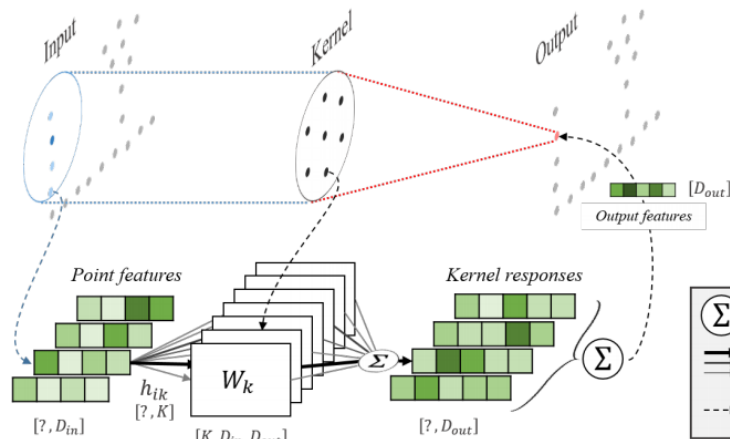 Input
Kernel
Output
[D_out]
Output features
Point features
Kernel responses
Σ
W_k
Σ
Σ
h_ik
[?, K]
[?, D_in]
[?, D_out]